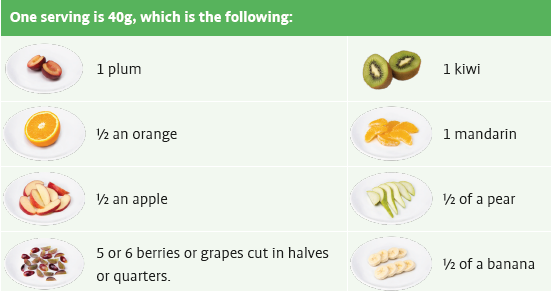 One serving is 40g, which is the following:
1 plum
1 kiwi
½ an orange
1 mandarin
½ an apple
½ of a pear
5 or 6 berries or grapes cut in halves
or quarters.
½ of a banana